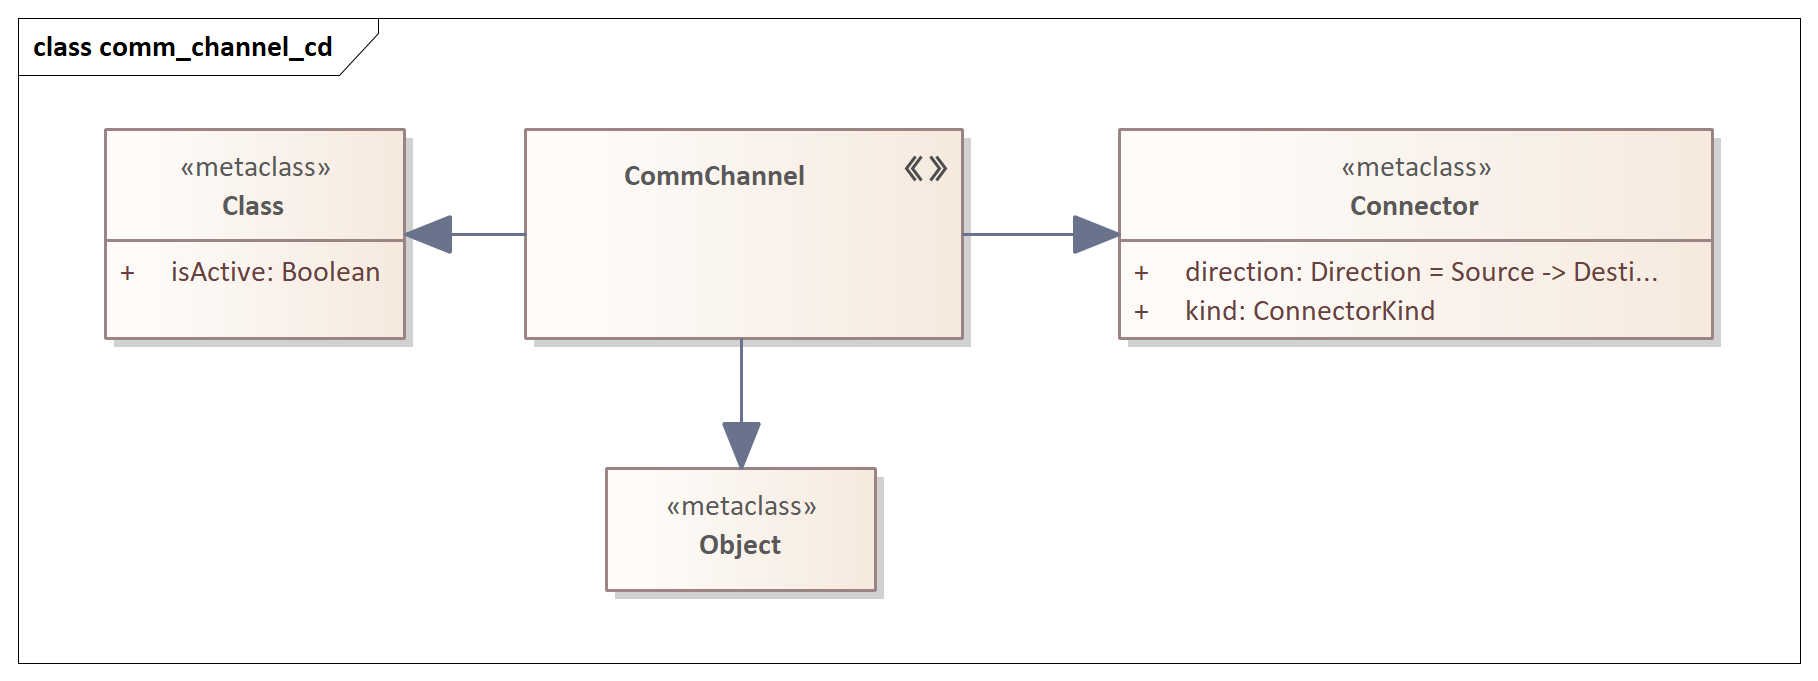 class comm_channel_cd
«metaclass»
Class
+ isActive: Boolean
CommChannel
«»
«metaclass»
Connector
+ direction: Direction = Source -> Desti...
+ kind: ConnectorKind
«metaclass»
Object